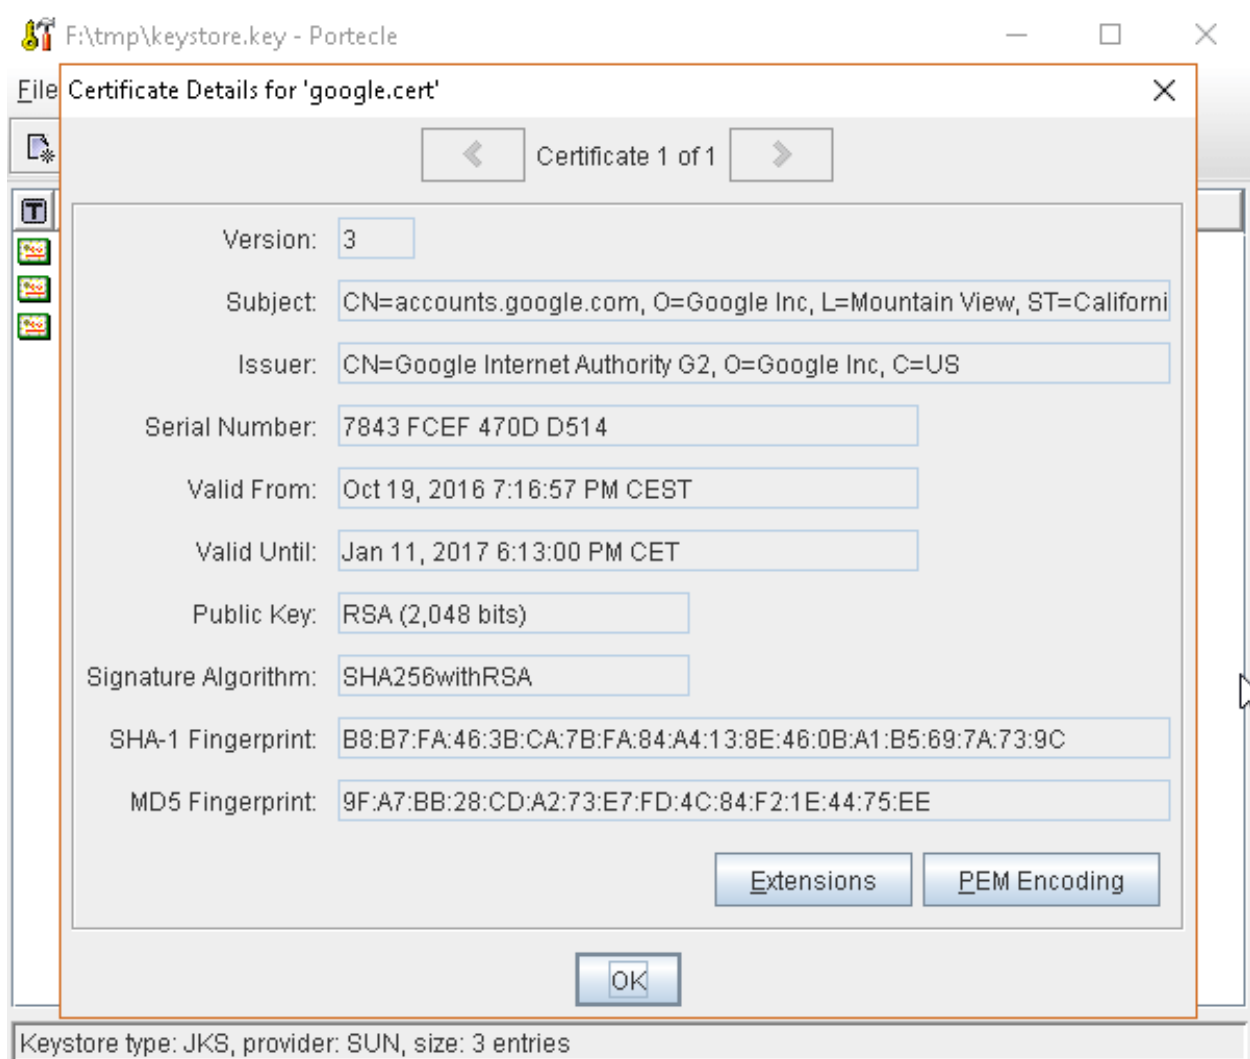 F:\tmp\keystore.key - Portecle
File
Certificate Details for 'google.cert'
Certificate 1 of 1
T
Version: 3
Subject: CN=accounts.google.com, O=Google Inc, L=Mountain View, ST=Californi
Issuer: CN=Google Internet Authority G2, O=Google Inc, C=US
Serial Number: 7843 FCEF 470D D514
Valid From: Oct 19, 2016 7:16:57 PM CEST
Valid Until: Jan 11, 2017 6:13:00 PM CET
Public Key: RSA (2,048 bits)
Signature Algorithm: SHA256withRSA
SHA-1 Fingerprint: B8:B7:FA:46:3B:CA:7B:FA:84:A4:13:8E:46:0B:A1:B5:69:7A:73:9C
MD5 Fingerprint: 9F:A7:BB:28:CD:A2:73:E7:FD:4C:84:F2:1E:44:75:EE
Extensions PEM Encoding
OK
Keystore type: JKS, provider: SUN, size: 3 entries